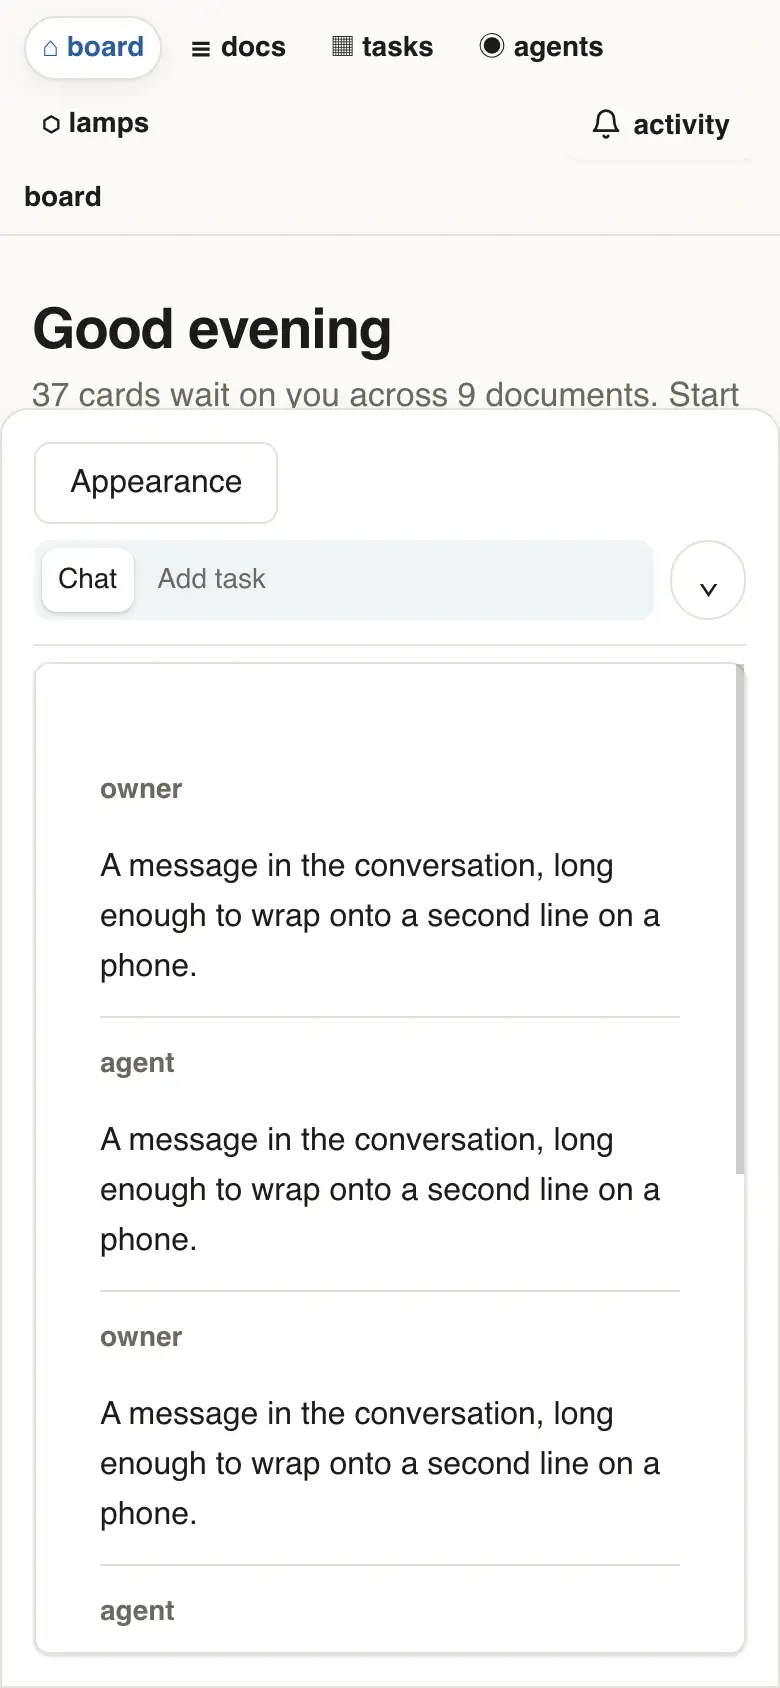 board
docs
tasks
agents
lamps
activity
board
Good evening
37 cards wait on you across 9 documents. Start
Appearance
Chat
Add task
owner
A message in the conversation, long
enough to wrap onto a second line on a
phone.
agent
A message in the conversation, long
enough to wrap onto a second line on a
phone.
owner
A message in the conversation, long
enough to wrap onto a second line on a
phone.
agent